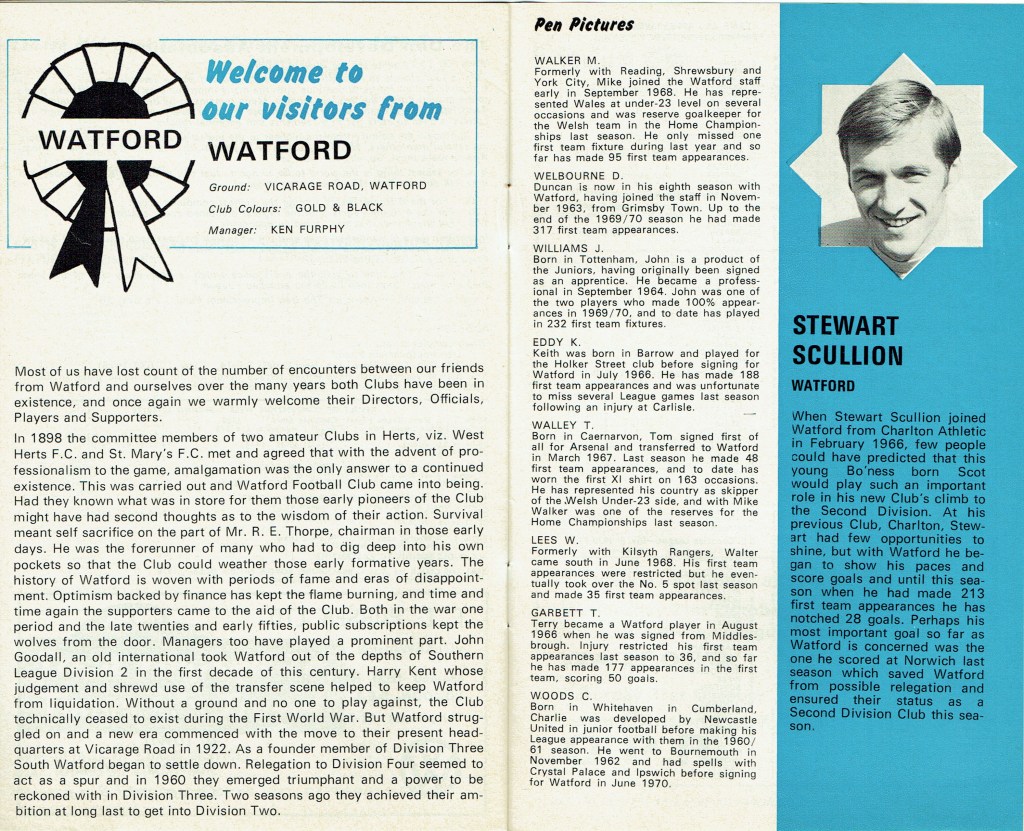 WATFORD
Welcome to
our visitors from
WATFORD
Ground: VICARAGE ROAD, WATFORD
Club Colours: GOLD & BLACK
Manager: KEN FURPHY
Most of us have lost count of the number of encounters between our friends
from Watford and ourselves over the many years both Clubs have been in
existence, and once again we warmly welcome their Directors, Officials,
Players and Supporters.
In 1898 the committee members of two amateur Clubs in Herts, viz. West
Herts F.C. and St. Mary's F.C. met and agreed that with the advent of pro-
fessionalism to the game, amalgamation was the only answer to a continued
existence. This was carried out and Watford Football Club came into being.
Had they known what was in store for them those early pioneers of the Club
might have had second thoughts as to the wisdom of their action. Survival
meant self sacrifice on the part of Mr. R. E. Thorpe, chairman in those early
days. He was the forerunner of many who had to dig deep into his own
pockets so that the Club could weather those early formative years. The
history of Watford is woven with periods of fame and eras of disappoint-
ment. Optimism backed by finance has kept the flame burning, and time and
time again the supporters came to the aid of the Club. Both in the war one
period and the late twenties and early fifties, public subscriptions kept the
wolves from the door. Managers too have played a prominent part. John
Goodall, an old international took Watford out of the depths of Southern
League Division 2 in the first decade of this century. Harry Kent whose
judgement and shrewd use of the transfer scene helped to keep Watford
from liquidation. Without a ground and no one to play against, the Club
technically ceased to exist during the First World War. But Watford strug-
gled on and a new era commenced with the move to their present head-
quarters at Vicarage Road in 1922. As a founder member of Division Three
South Watford began to settle down. Relegation to Division Four seemed to
act as a spur and in 1960 they emerged triumphant and a power to be
reckoned with in Division Three. Two seasons ago they achieved their am-
bition at long last to get into Division Two.
Pen Pictures
WALKER M.
Formerly with Reading, Shrewsbury and
York City, Mike joined the Watford staff
early in September 1968. He has repre-
sented Wales at under-23 level on several
occasions and was reserve goalkeeper for
the Welsh team in the Home Champion-
ships last season. He only missed one
first team fixture during last year and so
far has made 95 first team appearances.
WELBOURNE D.
Duncan is now in his eighth season with
Watford, having joined the staff in Novem-
ber 1963, from Grimsby Town. Up to the
end of the 1969/70 season he had made
317 first team appearances.
WILLIAMS J.
Born in Tottenham, John is a product of
the Juniors, having originally been signed
as an apprentice. He became a profess-
ional in September 1964. John was one of
the two players who made 100% appear-
ances in 1969/70, and to date has played
in 232 first team fixtures.
EDDY K.
Keith was born in Barrow and played for
the Holker Street club before signing for
Watford in July 1966. He has made 188
first team appearances and was unfortunate
to miss several League games last season
following an injury at Carlisle.
WALLEY T.
Born in Caernarvon, Tom signed first of
all for Arsenal and transferred to Watford
in March 1967. Last season he made 48
first team appearances, and to date has
worn the first XI shirt on 163 occasions.
He has represented his country as skipper
of the Welsh Under-23 side, and with Mike
Walker was one of the reserves for the
Home Championships last season.
LEES W.
Formerly with Kilsyth Rangers, Walter
came south in June 1968. His first team
appearances were restricted but he even-
tually took over the No. 5 spot last season
and made 35 first team appearances.
GARBETT T.
Terry became a Watford player in August
1966 when he was signed from Middles-
brough. Injury restricted his first team
appearances last season to 36, and so far
he has made 177 appearances in the first
team, scoring 50 goals.
WOODS C.
Born in Whitehaven in Cumberland,
Charlie was developed by Newcastle
United in junior football before making his
League appearance with them in the 1960/
61 season. He went to Bournemouth in
November 1962 and had spells with
Crystal Palace and Ipswich before signing
for Watford in June 1970.
STEWART
SCULLION
WATFORD
When Stewart Scullion joined
Watford from Charlton Athletic
in February 1966, few people
could have predicted that this
young Bo'ness born Scot
would play such an important
role in his new Club's climb to
the Second Division. At his
previous Club, Charlton, Stew-
art had few opportunities to
shine, but with Watford he be-
gan to show his paces and
score goals and until this sea-
son when he had made 213
first team appearances he has
notched 28 goals. Perhaps his
most important goal so far as
Watford is concerned was the
one he scored at Norwich last
season which saved Watford
from possible relegation and
ensured their status as a
Second Division Club this sea-
son.